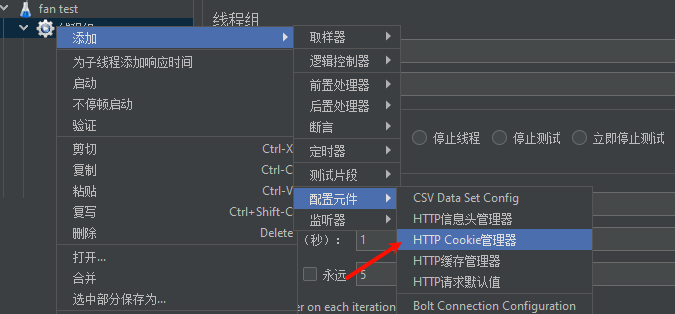 fan test
线程组
线程组
添加
为子线程添加响应时间
启动
不停顿启动
验证
剪切 Ctrl-X
复制 Ctrl-C
粘贴 Ctrl-V
复写 Ctrl+Shift-C
删除 Delete
打开...
合并
选中部分保存为...
取样器
逻辑控制器
前置处理器
后置处理器
断言
定时器
测试片段
配置元件
监听器
停止线程 停止测试 立即停止测试
CSV Data Set Config
HTTP信息头管理器
HTTP Cookie管理器
HTTP缓存管理器
HTTP请求默认值
Bolt Connection Configuration
（秒）： 1
永远 5
er on each iteration